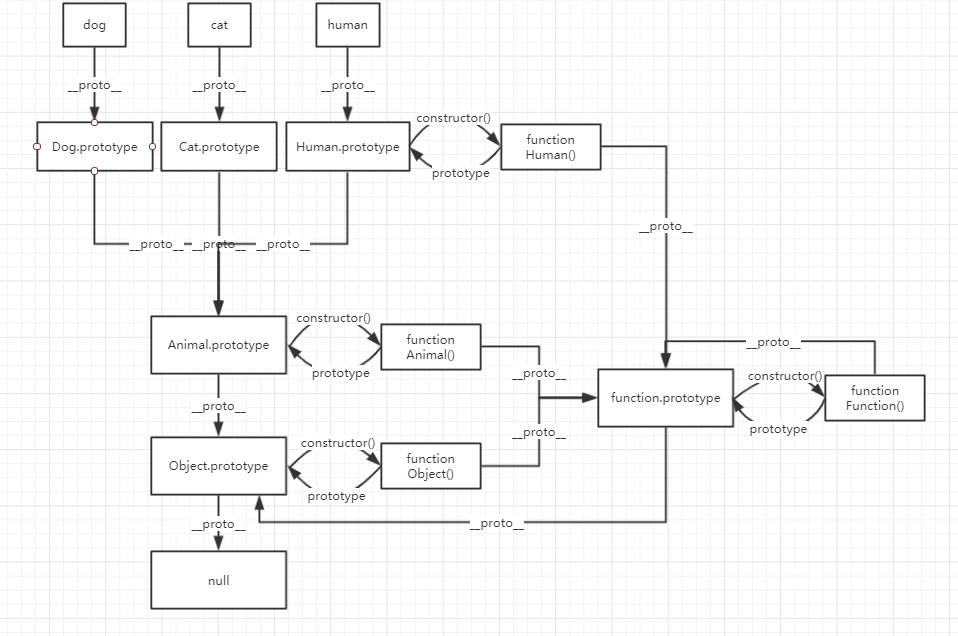 dog
cat
human
__proto__
__proto__
__proto__
Dog.prototype
Cat.prototype
Human.prototype
constructor()
prototype
function
Human()
__proto__
__proto__
__proto__
__proto__
Animal.prototype
constructor()
prototype
function
Animal()
__proto__
__proto__
function.prototype
constructor()
prototype
function
Function()
__proto__
__proto__
Object.prototype
constructor()
prototype
function
Object()
__proto__
__proto__
null